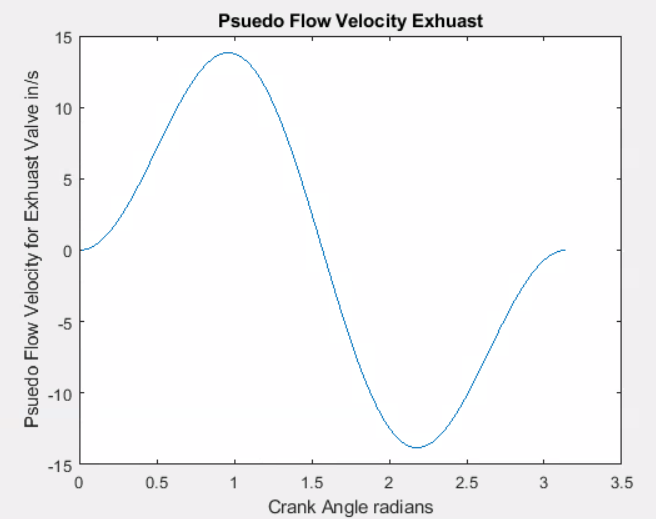 Psuedo Flow Velocity Exhuast
Psuedo Flow Velocity for Exhuast Valve in/s
15
10
5
0
-5
-10
-15
0 0.5 1 1.5 2 2.5 3 3.5
Crank Angle radians